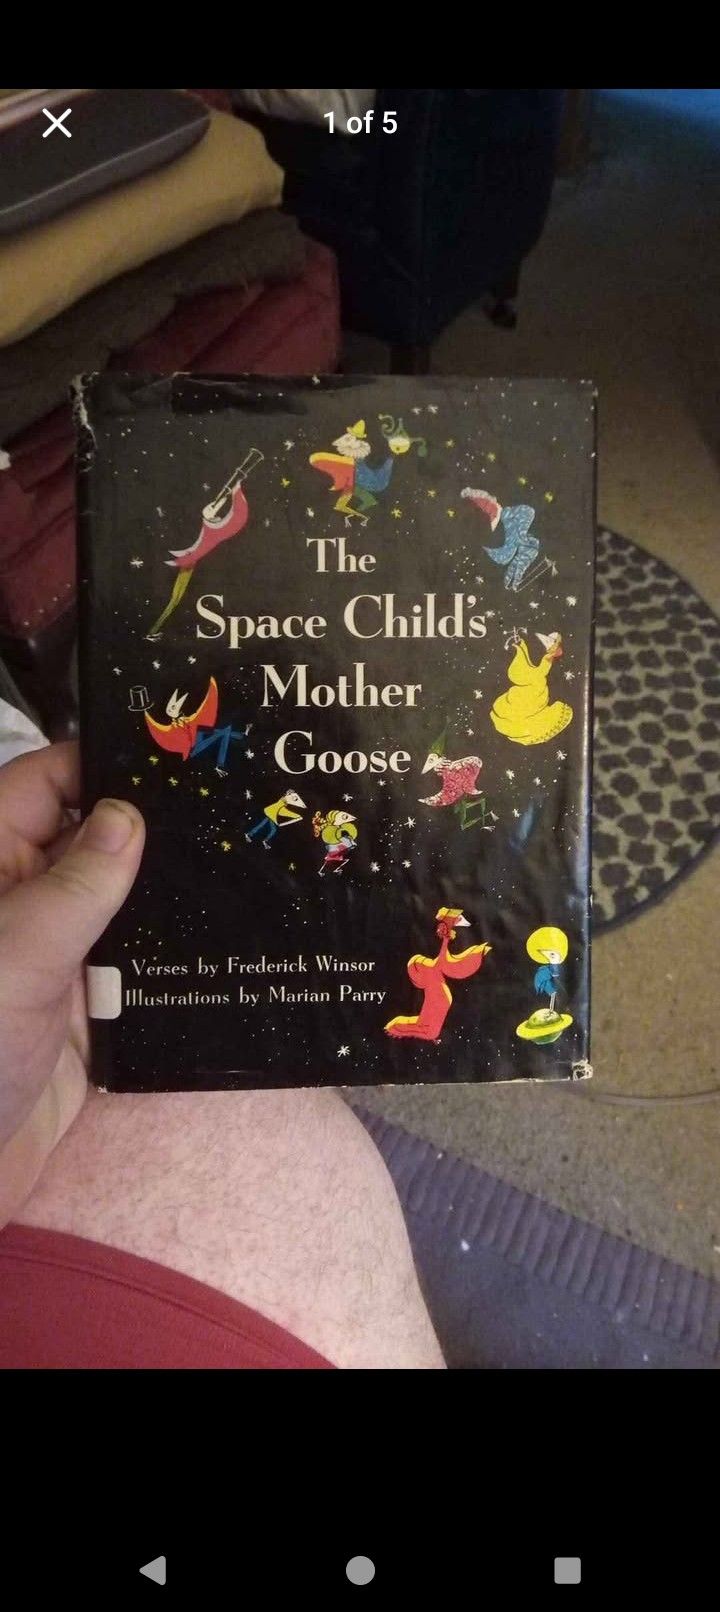 1 of 5
The
Space Child's
Mother
Goose
Verses by Frederick Winsor
Illustrations by Marian Parry